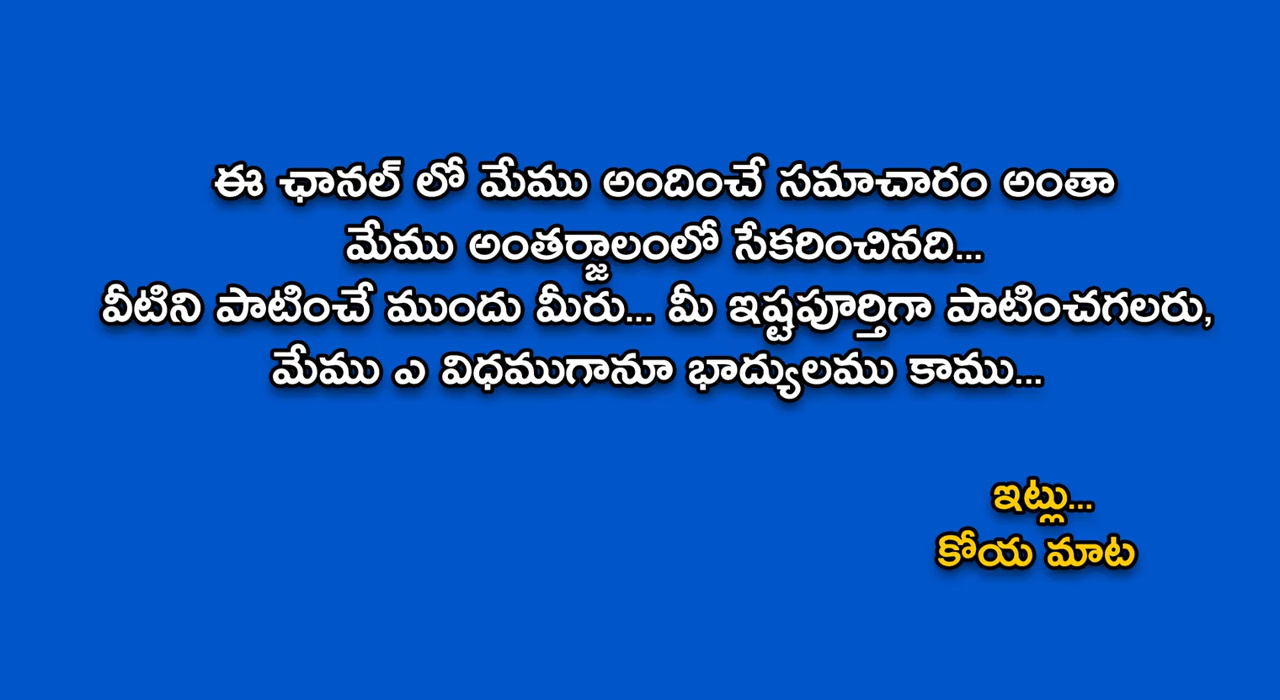 ఈ ఛానల్ లో మేము అందించే సమాచారం అంతా
మేము అంతర్జాలంలో సేకరించినది...
వీటిని పాటించే ముందు మీరు... మీ ఇష్టపూర్తిగా పాటించగలరు,
మేము ఎ విధముగానూ భాద్యులము కాము...
ఇట్లు...
కోయ మాట